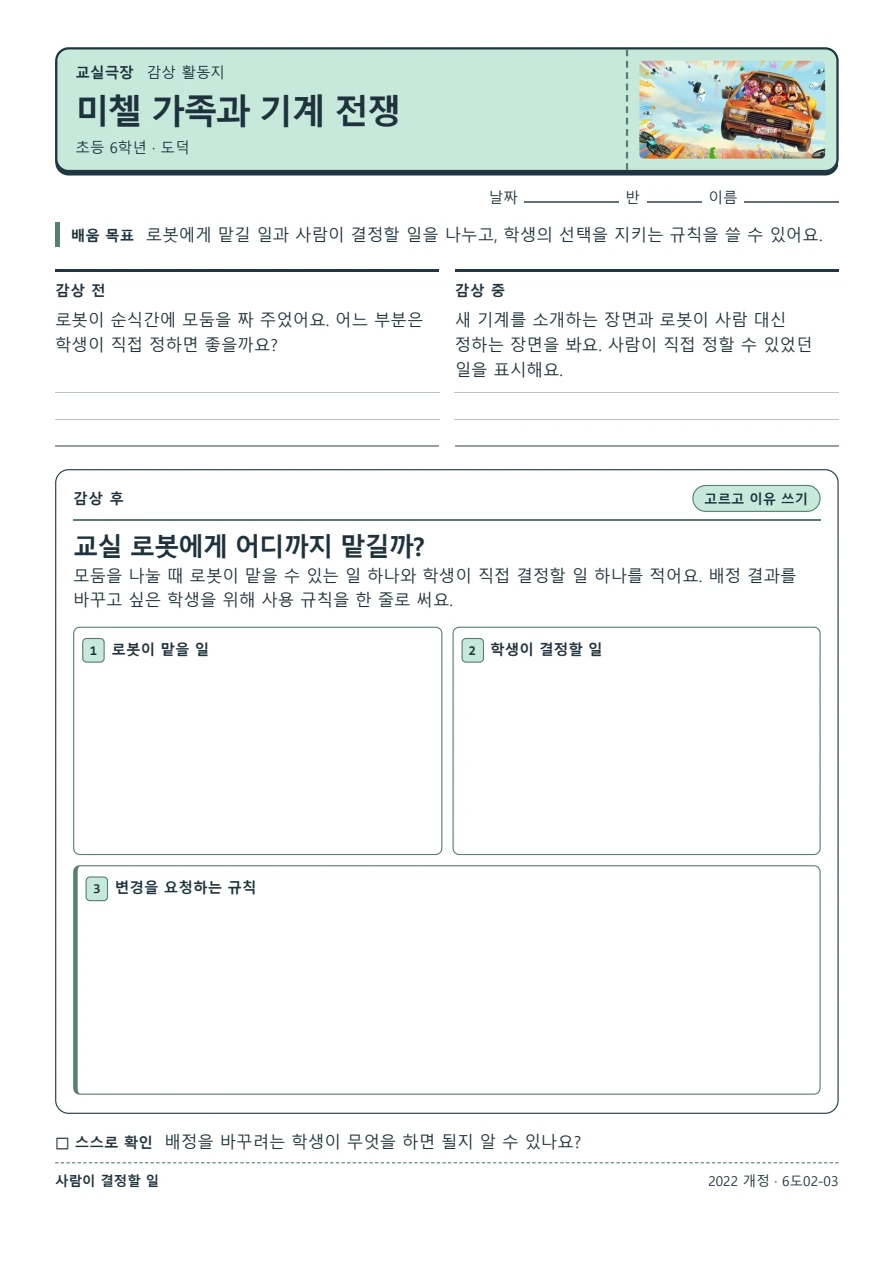 교실극장 감상 활동지
미첼 가족과 기계 전쟁
초등 6학년 · 도덕
날짜 반 이름
배움 목표 로봇에게 맡길 일과 사람이 결정할 일을 나누고, 학생의 선택을 지키는 규칙을 쓸 수 있어요.
감상 전
로봇이 순식간에 모둠을 짜 주었어요. 어느 부분은
학생이 직접 정하면 좋을까요?
감상 중
새 기계를 소개하는 장면과 로봇이 사람 대신
정하는 장면을 봐요. 사람이 직접 정할 수 있었던
일을 표시해요.
감상 후
고르고 이유 쓰기
교실 로봇에게 어디까지 맡길까?
모둠을 나눌 때 로봇이 맡을 수 있는 일 하나와 학생이 직접 결정할 일 하나를 적어요. 배정 결과를
바꾸고 싶은 학생을 위해 사용 규칙을 한 줄로 써요.
1 로봇이 맡을 일
2 학생이 결정할 일
3 변경을 요청하는 규칙
□ 스스로 확인 배정을 바꾸려는 학생이 무엇을 하면 될지 알 수 있나요?
사람이 결정할 일
2022 개정 · 6도02-03